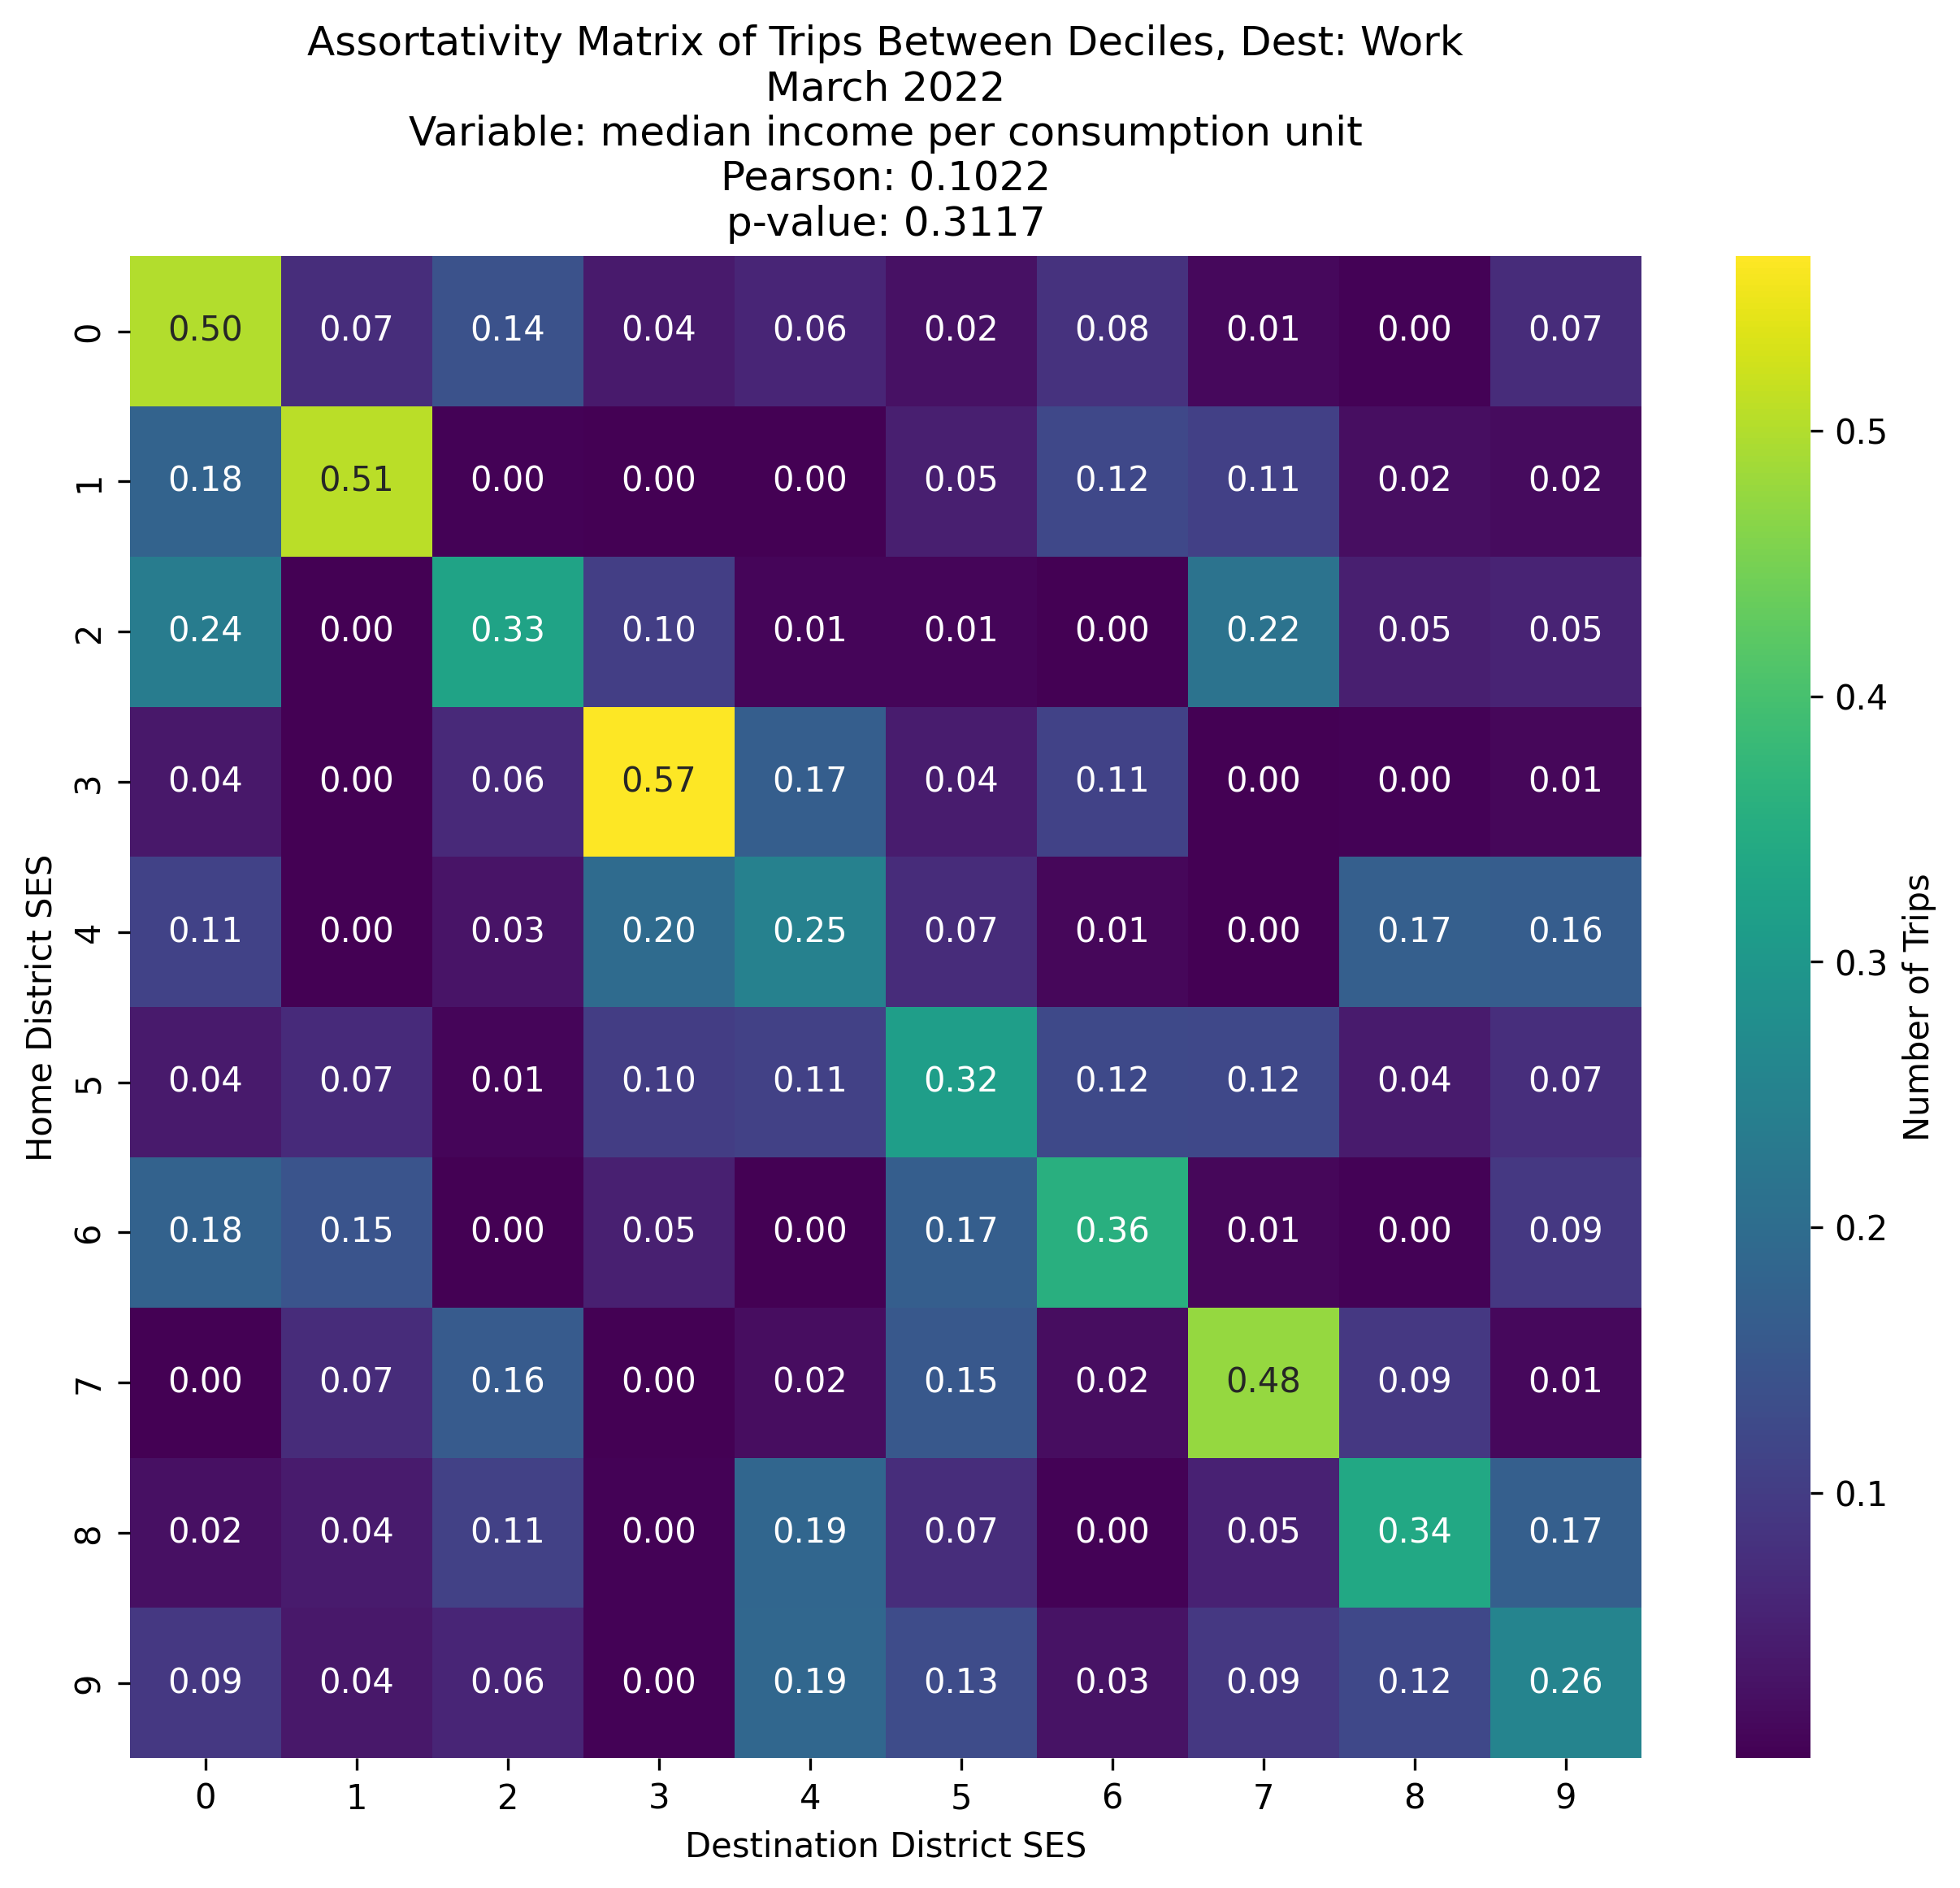 Assortativity Matrix of Trips Between Deciles, Dest: Work
March 2022
Variable: median income per consumption unit
Pearson: 0.1022
p-value: 0.3117
Home District SES
0 0.50 0.07 0.14 0.04 0.06 0.02 0.08 0.01 0.00 0.07
1 0.18 0.51 0.00 0.00 0.00 0.05 0.12 0.11 0.02 0.02
2 0.24 0.00 0.33 0.10 0.01 0.01 0.00 0.22 0.05 0.05
3 0.04 0.00 0.06 0.57 0.17 0.04 0.11 0.00 0.00 0.01
4 0.11 0.00 0.03 0.20 0.25 0.07 0.01 0.00 0.17 0.16
5 0.04 0.07 0.01 0.10 0.11 0.32 0.12 0.12 0.04 0.07
6 0.18 0.15 0.00 0.05 0.00 0.17 0.36 0.01 0.00 0.09
7 0.00 0.07 0.16 0.00 0.02 0.15 0.02 0.48 0.09 0.01
8 0.02 0.04 0.11 0.00 0.19 0.07 0.00 0.05 0.34 0.17
9 0.09 0.04 0.06 0.00 0.19 0.13 0.03 0.09 0.12 0.26
0 1 2 3 4 5 6 7 8 9
Destination District SES
0.5
0.4
0.3
0.2
0.1
Number of Trips